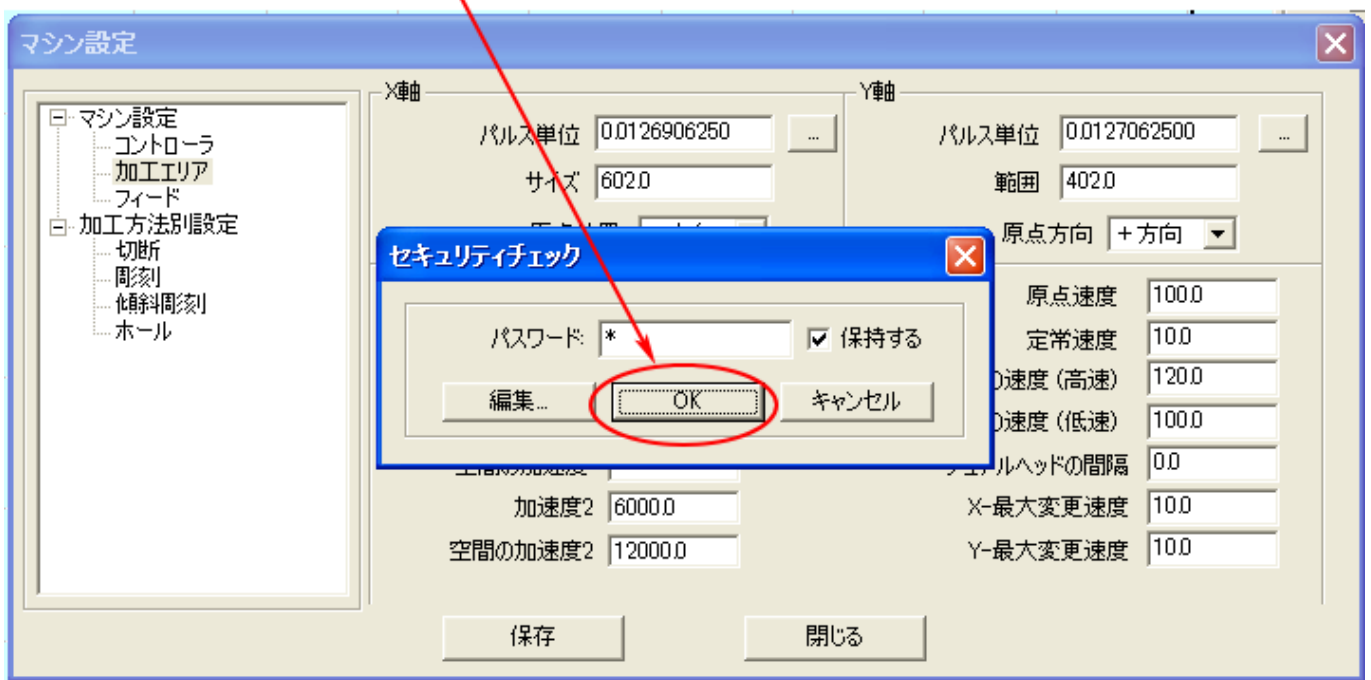 マシン設定
マシン設定
コントローラ
加工エリア
フィード
加工方法別設定
切断
彫刻
傾斜彫刻
ホール
X軸
パルス単位 0.0126906250 ...
サイズ 602.0
Y軸
パルス単位 0.0127062500 ...
範囲 402.0
原点方向 +方向
セキュリティチェック
パスワード: * 保持する
編集... OK キャンセル
原点速度 100.0
定常速度 10.0
の速度 (高速) 120.0
の速度 (低速) 100.0
ヘッドの間隔 0.0
加速度2 6000.0
X-最大変更速度 10.0
空間の加速度2 12000.0
Y-最大変更速度 10.0
保存 閉じる